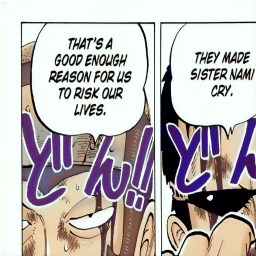 THEY MADE
SISTER NAMI
CRY.
どん
THAT'S A
GOOD ENOUGH
REASON FOR US
TO RISK OUR
LIVES.
どん!!